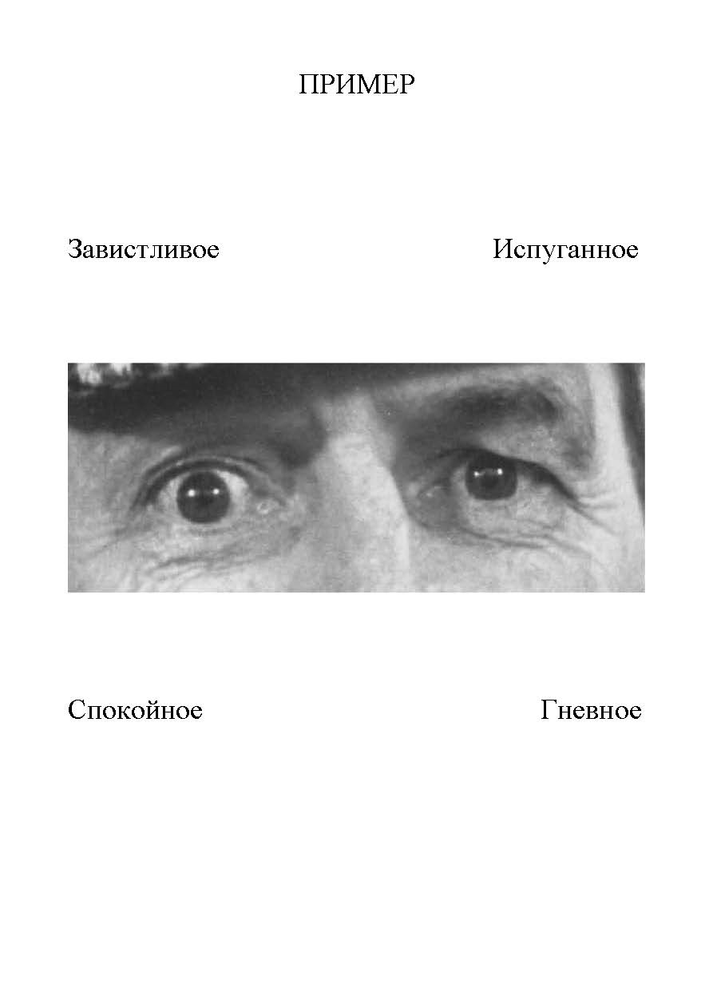 ПРИМЕР
Завистливое Испуганное
Спокойное Гневное